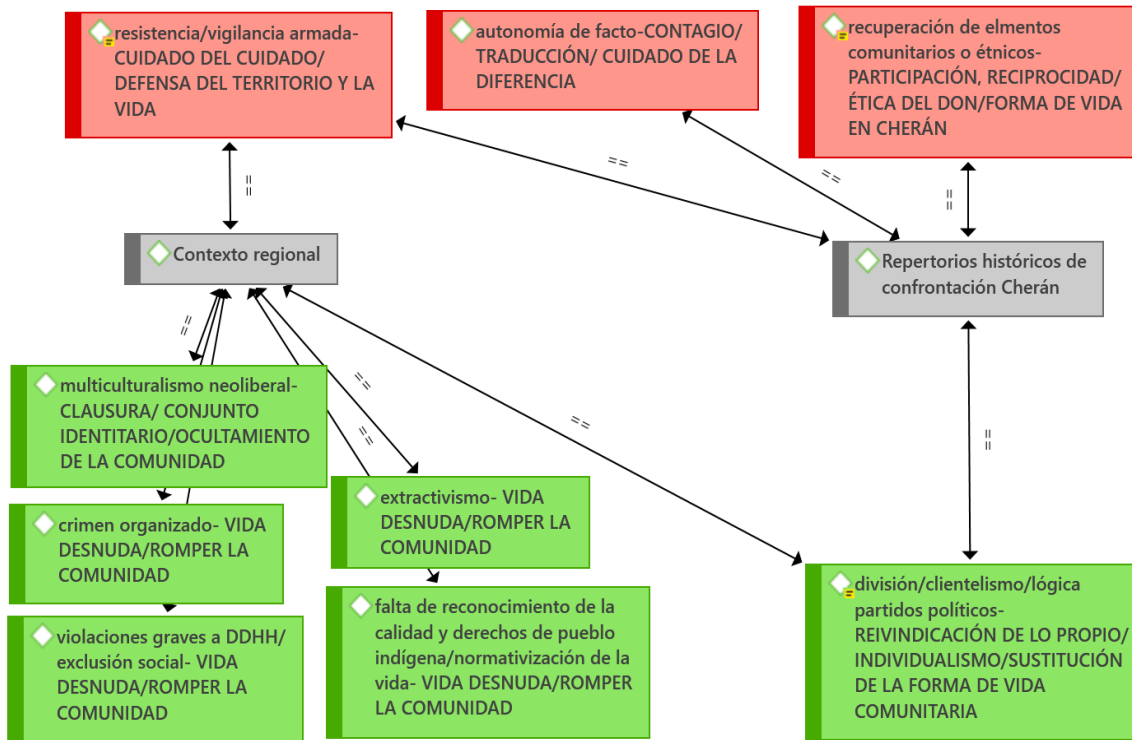 resistencia/vigilancia armada-
CUIDADO DEL CUIDADO/
DEFENSA DEL TERRITORIO Y LA
VIDA
autonomía de facto-CONTAGIO/
TRADUCCIÓN/ CUIDADO DE LA
DIFERENCIA
recuperación de elmentos
comunitarios o étnicos-
PARTICIPACIÓN, RECIPROCIDAD/
ÉTICA DEL DON/FORMA DE VIDA
EN CHERÁN
==
==
==
==
Contexto regional
Repertorios históricos de
confrontación Cherán
==
==
==
==
==
multiculturalismo neoliberal-
CLAUSURA/ CONJUNTO
IDENTITARIO/OCULTAMIENTO
DE LA COMUNIDAD
crimen organizado- VIDA
DESNUDA/ROMPER LA
COMUNIDAD
extractivismo- VIDA
DESNUDA/ROMPER LA
COMUNIDAD
violaciones graves a DDHH/
exclusión social- VIDA
DESNUDA/ROMPER LA
COMUNIDAD
falta de reconocimiento de la
calidad y derechos de pueblo
indígena/normativización de la
vida- VIDA DESNUDA/ROMPER
LA COMUNIDAD
división/clientelismo/lógica
partidos políticos-
REIVINDICACIÓN DE LO PROPIO/
INDIVIDUALISMO/SUSTITUCIÓN
DE LA FORMA DE VIDA
COMUNITARIA